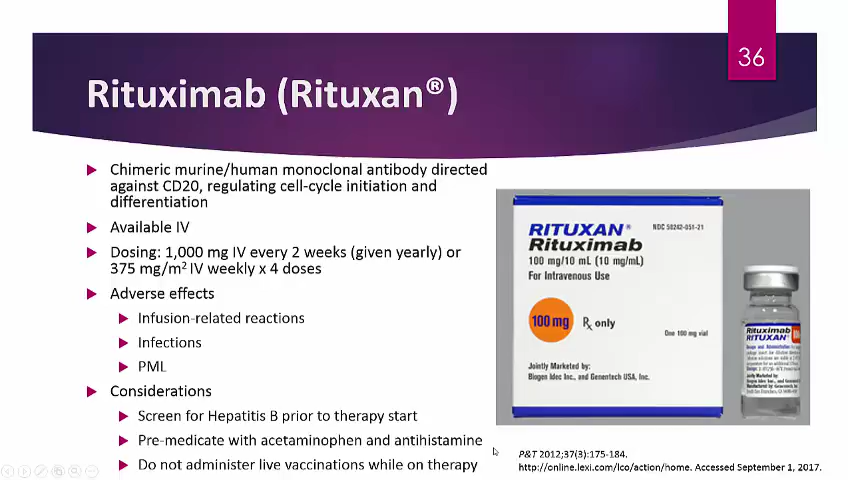 36
Rituximab (Rituxan®)
Chimeric murine/human monoclonal antibody directed
against CD20, regulating cell-cycle initiation and
differentiation
Available IV
Dosing: 1,000 mg IV every 2 weeks (given yearly) or
375 mg/m² IV weekly x 4 doses
Adverse effects
Infusion-related reactions
Infections
PML
Considerations
Screen for Hepatitis B prior to therapy start
Pre-medicate with acetaminophen and antihistamine
Do not administer live vaccinations while on therapy
RITUXAN®
NDC 50242-051-21
Rituximab
100 mg/10 mL (10 mg/mL)
For Intravenous Use
100 mg
Rx only
One 100 mg vial
Jointly Marketed by:
Biogen Idec Inc., and Genentech USA, Inc.
Rituximab
RITUXAN®
Jointly Marketed by:
P&T 2012;37(3):175-184.
http://online.lexi.com/lco/action/home. Accessed September 1, 2017.